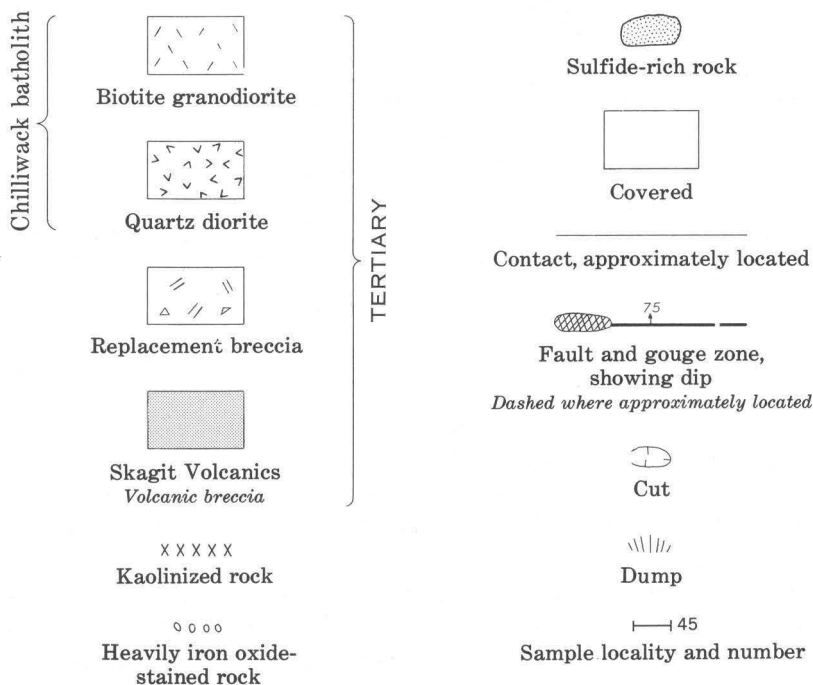 Chilliwack batholith
Biotite granodiorite
Quartz diorite
Replacement breccia
Skagit Volcanics
Volcanic breccia
TERTIARY
X X X X X
Kaolinized rock
Heavily iron oxide-
stained rock
Sulfide-rich rock
Covered
Contact, approximately located
75
Fault and gouge zone,
showing dip
Dashed where approximately located
Cut
Dump
45
Sample locality and number